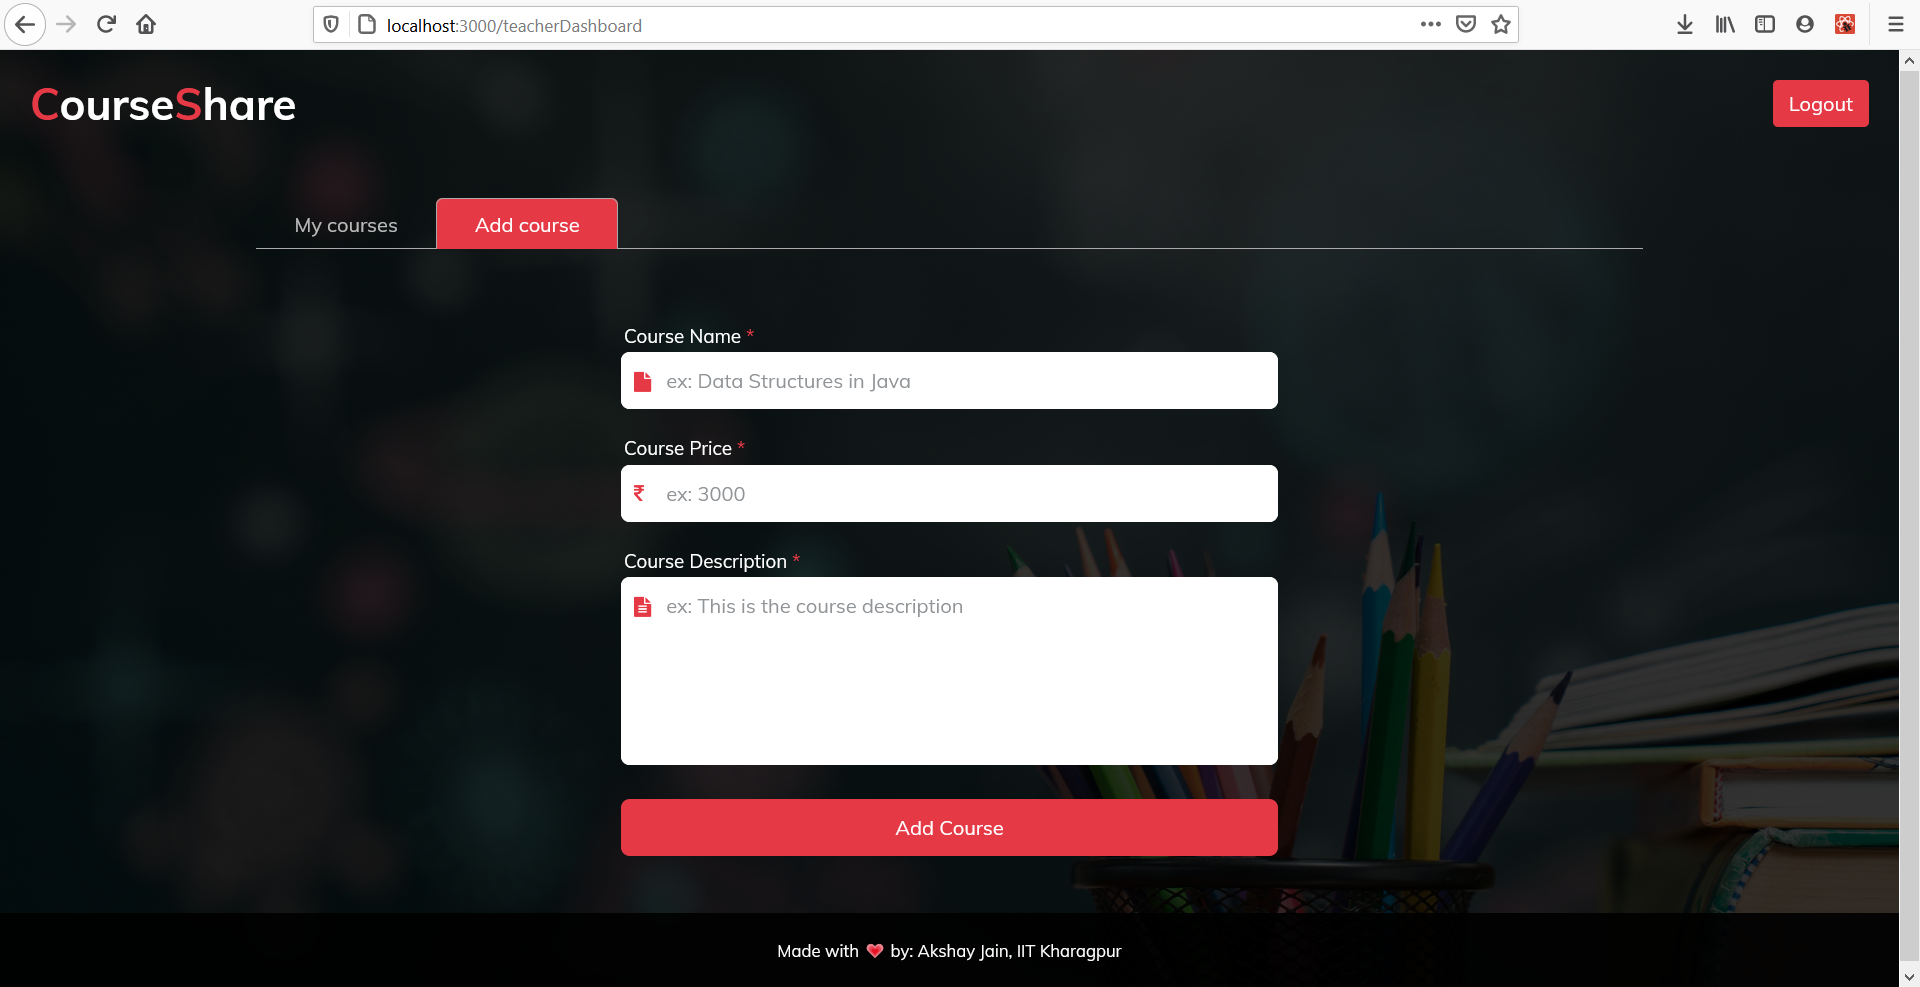 localhost:3000/teacherDashboard
CourseShare
Logout
My courses
Add course
Course Name *
ex: Data Structures in Java
Course Price *
₹ ex: 3000
Course Description *
ex: This is the course description
Add Course
Made with ❤ by: Akshay Jain, IIT Kharagpur